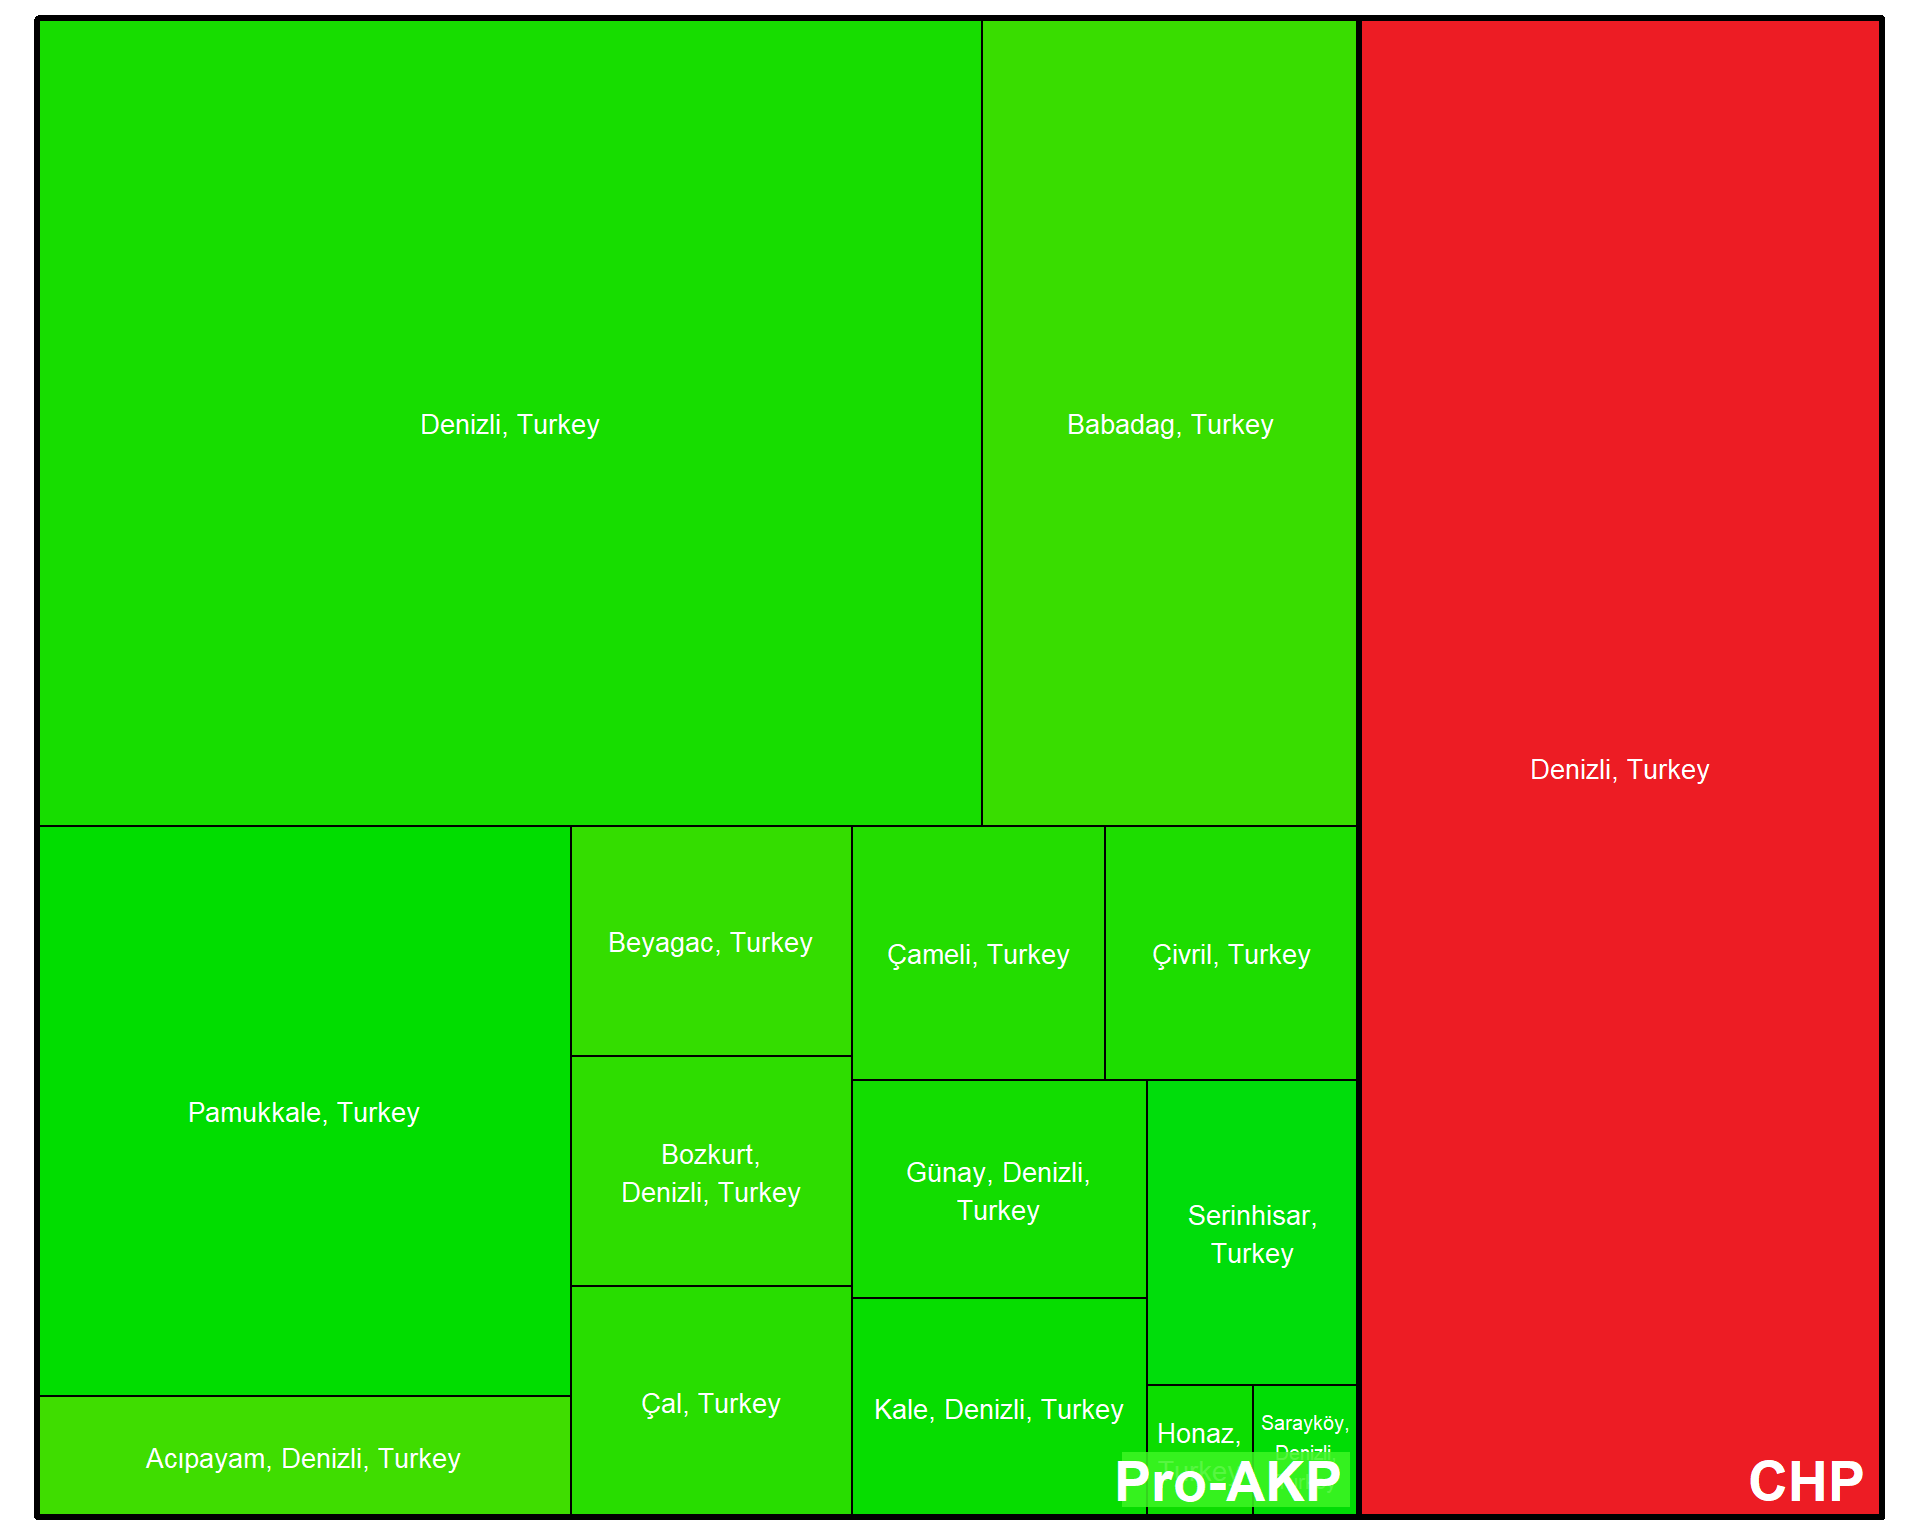 Denizli, Turkey
Babadag, Turkey
Denizli, Turkey
Pamukkale, Turkey
Beyagac, Turkey
Çameli, Turkey
Çivril, Turkey
Bozkurt,
Denizli, Turkey
Günay, Denizli,
Turkey
Serinhisar,
Turkey
Çal, Turkey
Kale, Denizli, Turkey
Acıpayam, Denizli, Turkey
Honaz,
Turkey
Sarayköy,
Denizli,
Pro-AKP
CHP